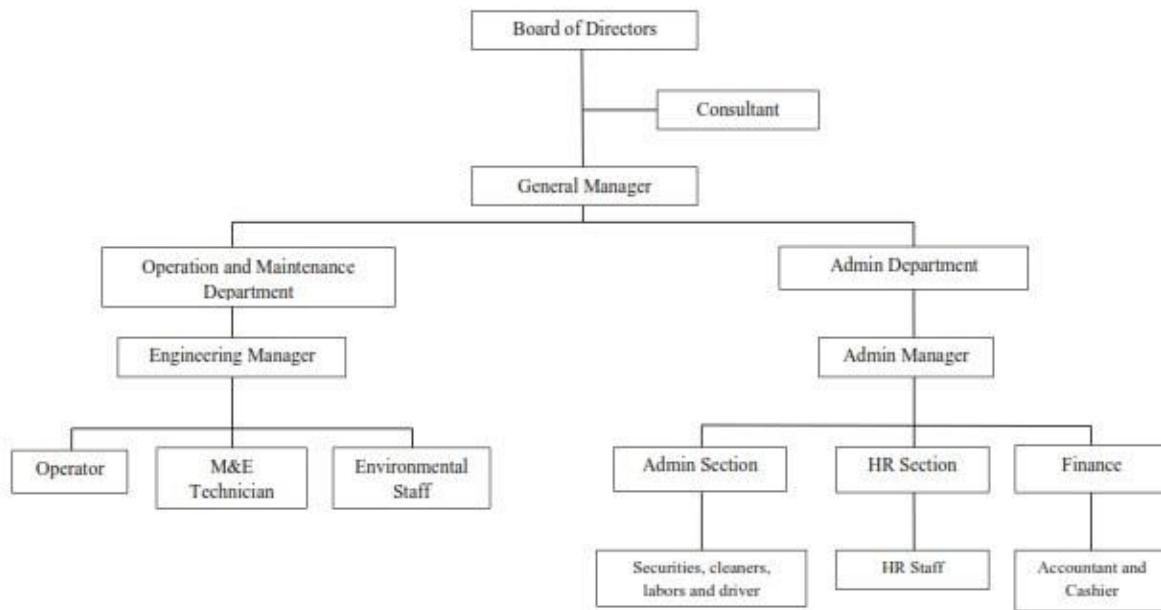 Board of Directors
Consultant
General Manager
Operation and Maintenance
Department
Admin Department
Engineering Manager
Admin Manager
Operator
M&E
Technician
Environmental
Staff
Admin Section
HR Section
Finance
Securities, cleaners,
labors and driver
HR Staff
Accountant and
Cashier